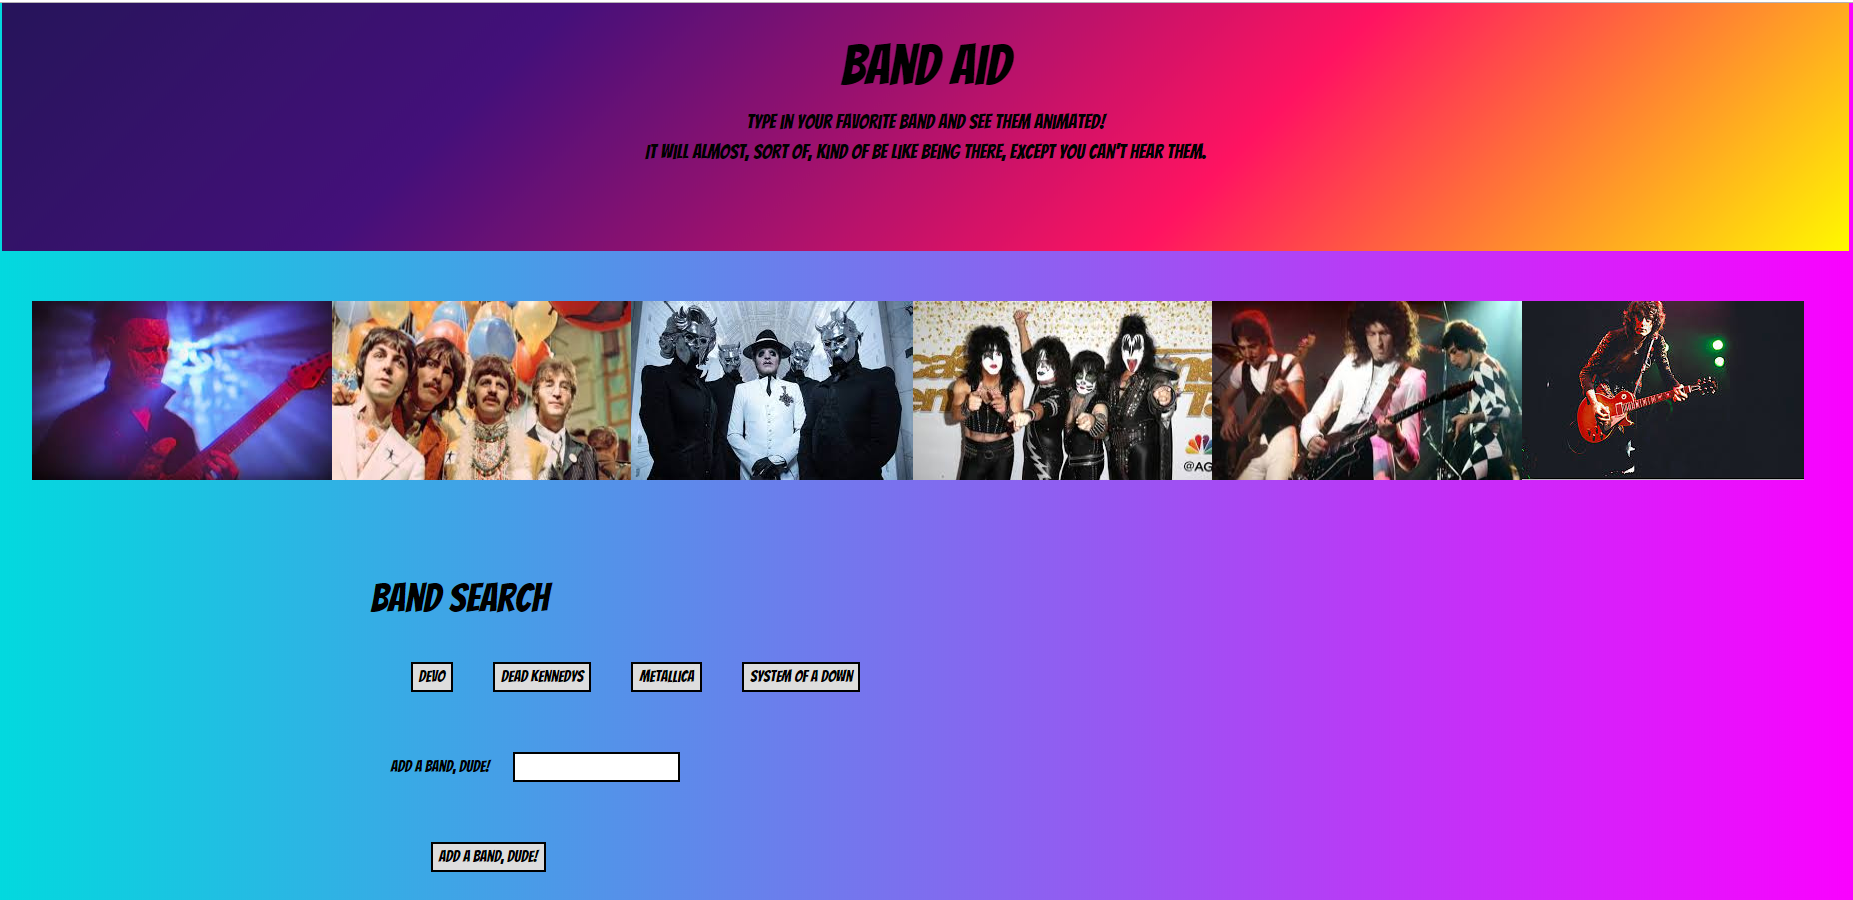 BAND AID
TYPE IN YOUR FAVORITE BAND AND SEE THEM ANIMATED!
IT WILL ALMOST, SORT OF, KIND OF BE LIKE BEING THERE, EXCEPT YOU CAN'T HEAR THEM.
@AG
BAND SEARCH
DEVO
DEAD KENNEDYS
METALLICA
SYSTEM OF A DOWN
ADD A BAND, DUDE!
ADD A BAND, DUDE!